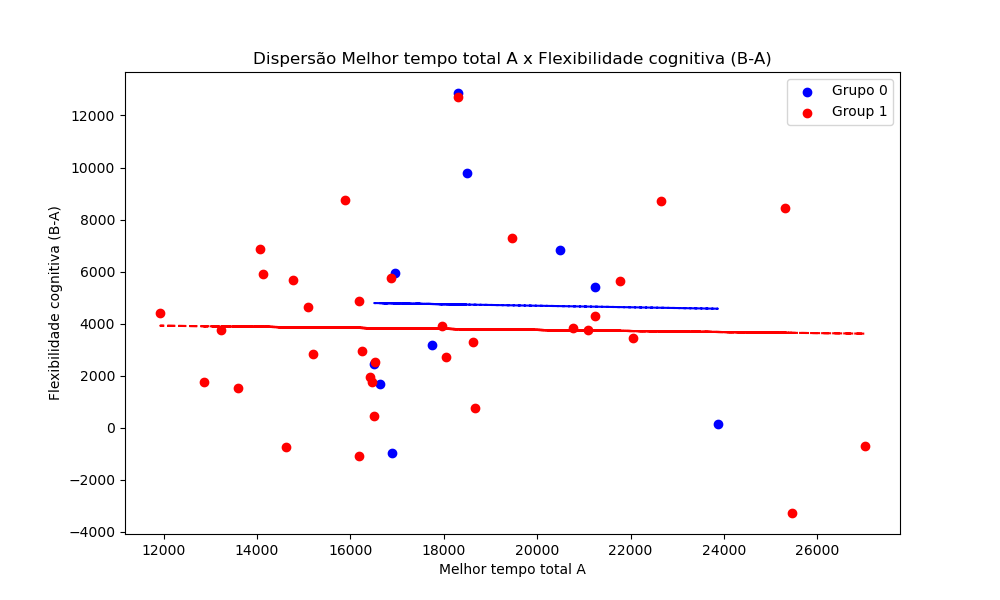 Dispersão Melhor tempo total A x Flexibilidade cognitiva (B-A)
Grupo 0
Group 1
Flexibilidade cognitiva (B-A)
12000
10000
8000
6000
4000
2000
0
−2000
−4000
12000 14000 16000 18000 20000 22000 24000 26000
Melhor tempo total A